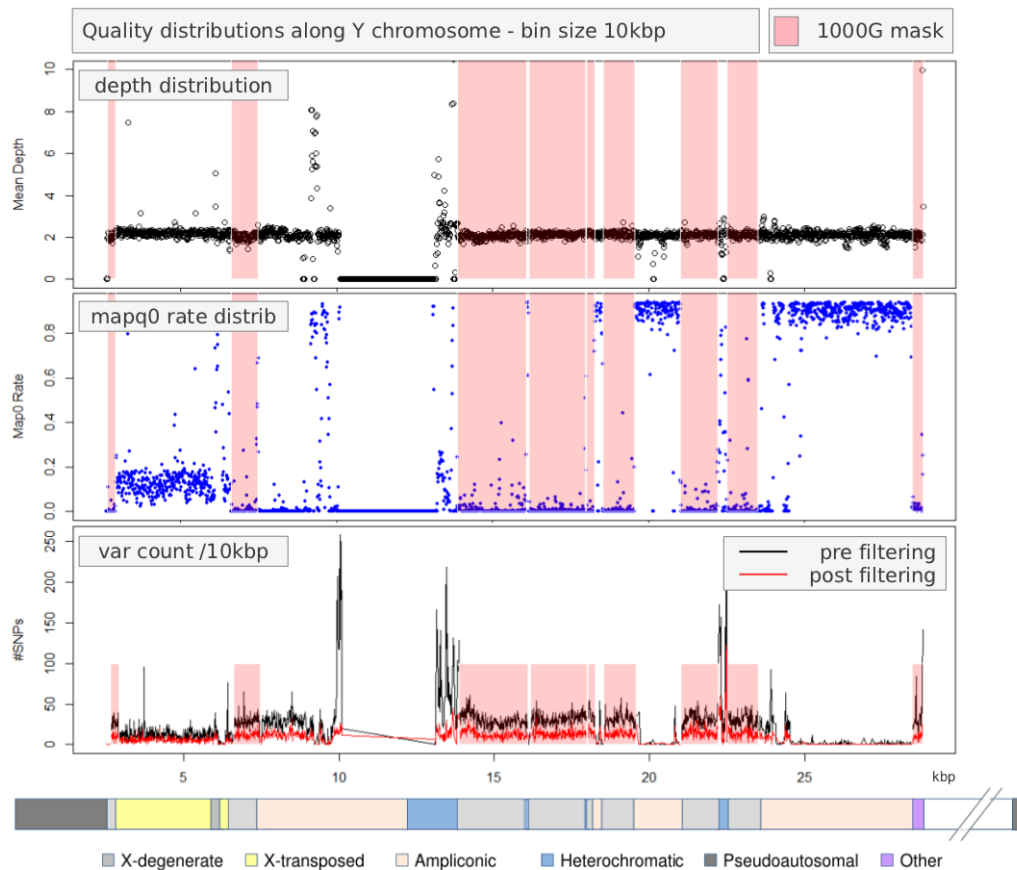 Quality distributions along Y chromosome - bin size 10kbp
1000G mask
depth distribution
Mean Depth
10
8
6
4
2
0
mapq0 rate distrib
Map0 Rate
0.8
0.6
0.4
0.2
0.0
var count /10kbp
pre filtering
post filtering
#SNPs
250
200
150
100
50
0
5 10 15 20 25 kbp
X-degenerate X-transposed Ampliconic Heterochromatic Pseudoautosomal Other